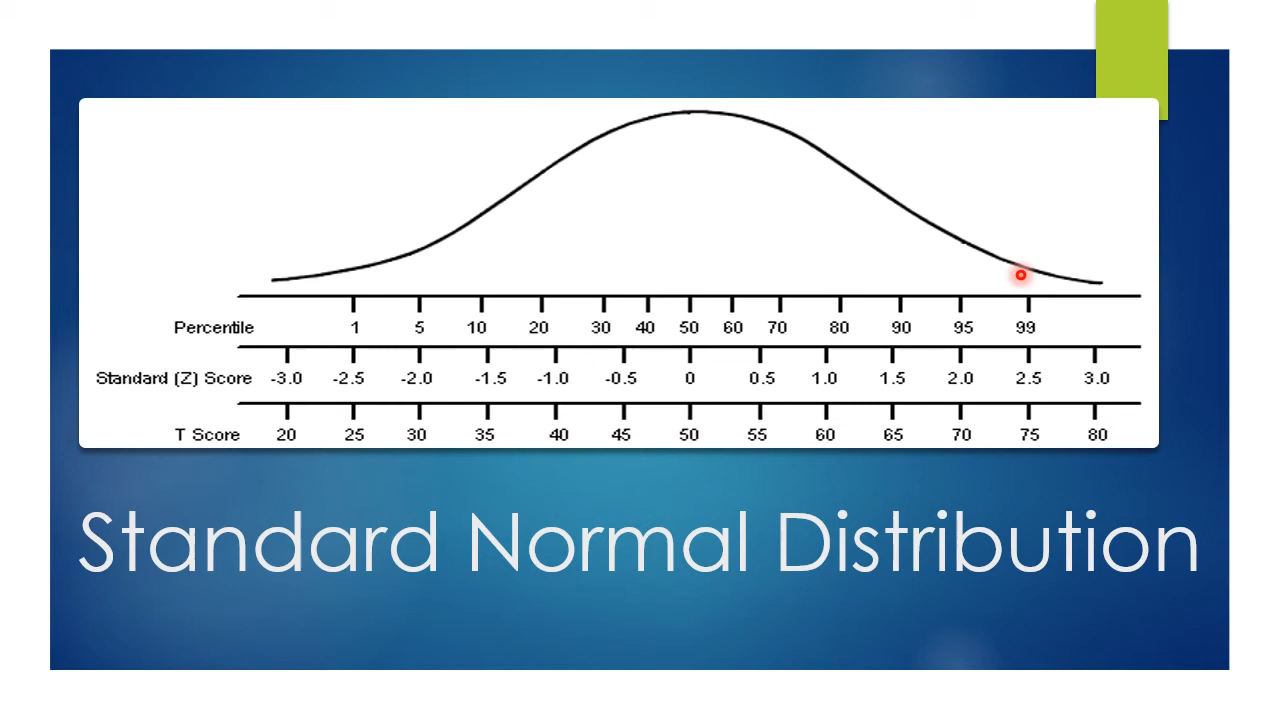 Percentile 1 5 10 20 30 40 50 60 70 80 90 95 99
Standard (Z) Score -3.0 -2.5 -2.0 -1.5 -1.0 -0.5 0 0.5 1.0 1.5 2.0 2.5 3.0
T Score 20 25 30 35 40 45 50 55 60 65 70 75 80
Standard Normal Distribution